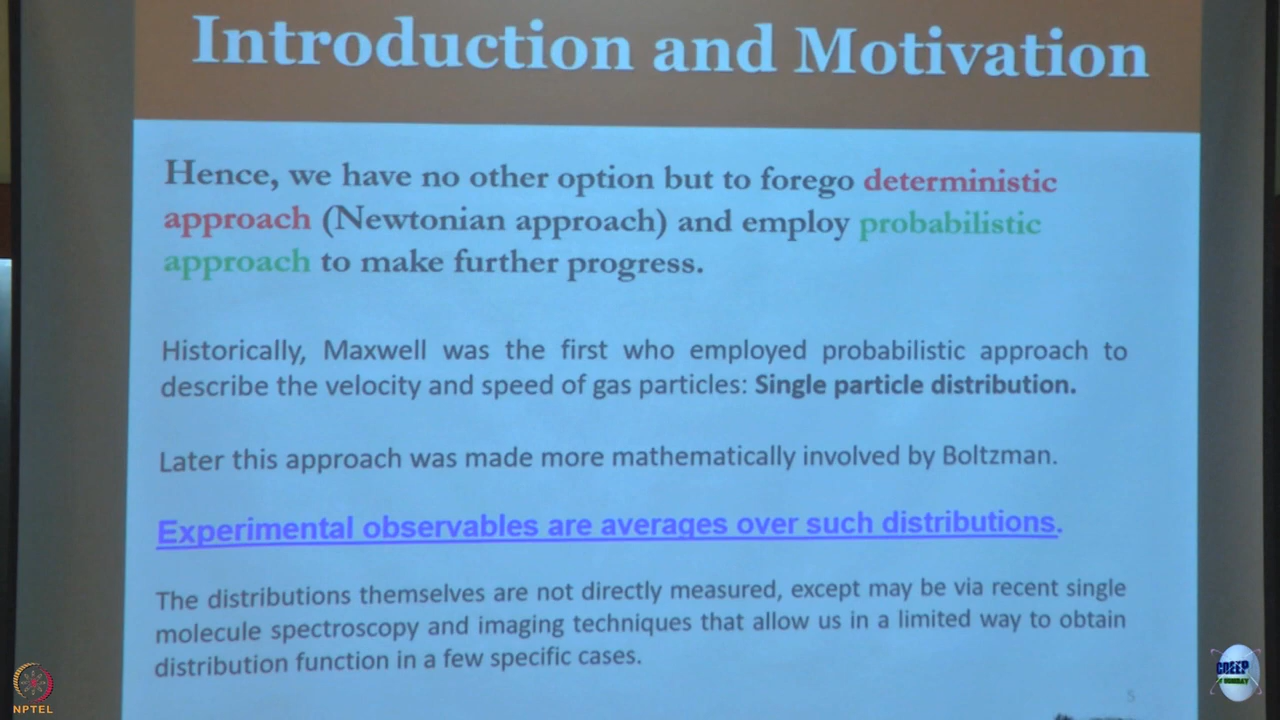 Introduction and Motivation
Hence, we have no other option but to forego deterministic
approach (Newtonian approach) and employ probabilistic
approach to make further progress.
Historically, Maxwell was the first who employed probabilistic approach to
describe the velocity and speed of gas particles: Single particle distribution.
Later this approach was made more mathematically involved by Boltzman.
Experimental observables are averages over such distributions.
The distributions themselves are not directly measured, except may be via recent single
molecule spectroscopy and imaging techniques that allow us in a limited way to obtain
distribution function in a few specific cases.
5
NPTEL
CDEEP